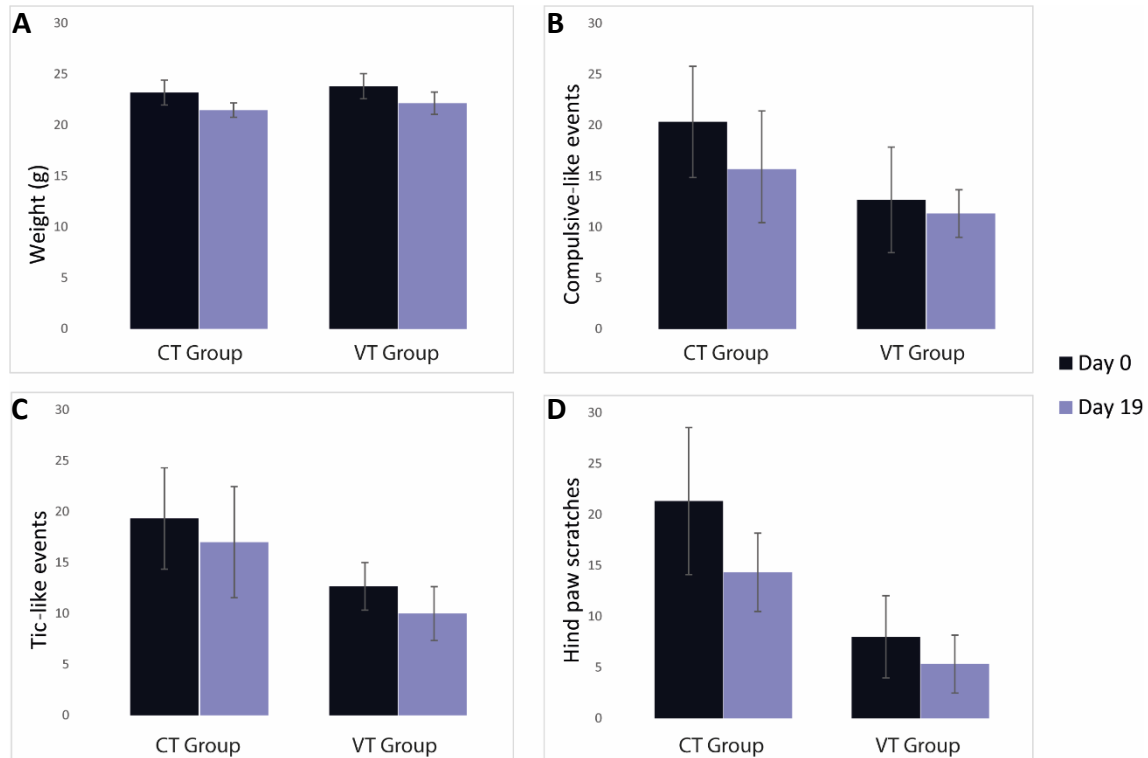 A
30
25
20
15
10
5
0
Weight (g)
CT Group
VT Group
B
30
25
20
15
10
5
0
Compulsive-like events
CT Group
VT Group
Day 0
Day 19
C
30
25
20
15
10
5
0
Tic-like events
CT Group
VT Group
D
30
25
20
15
10
5
0
Hind paw scratches
CT Group
VT Group